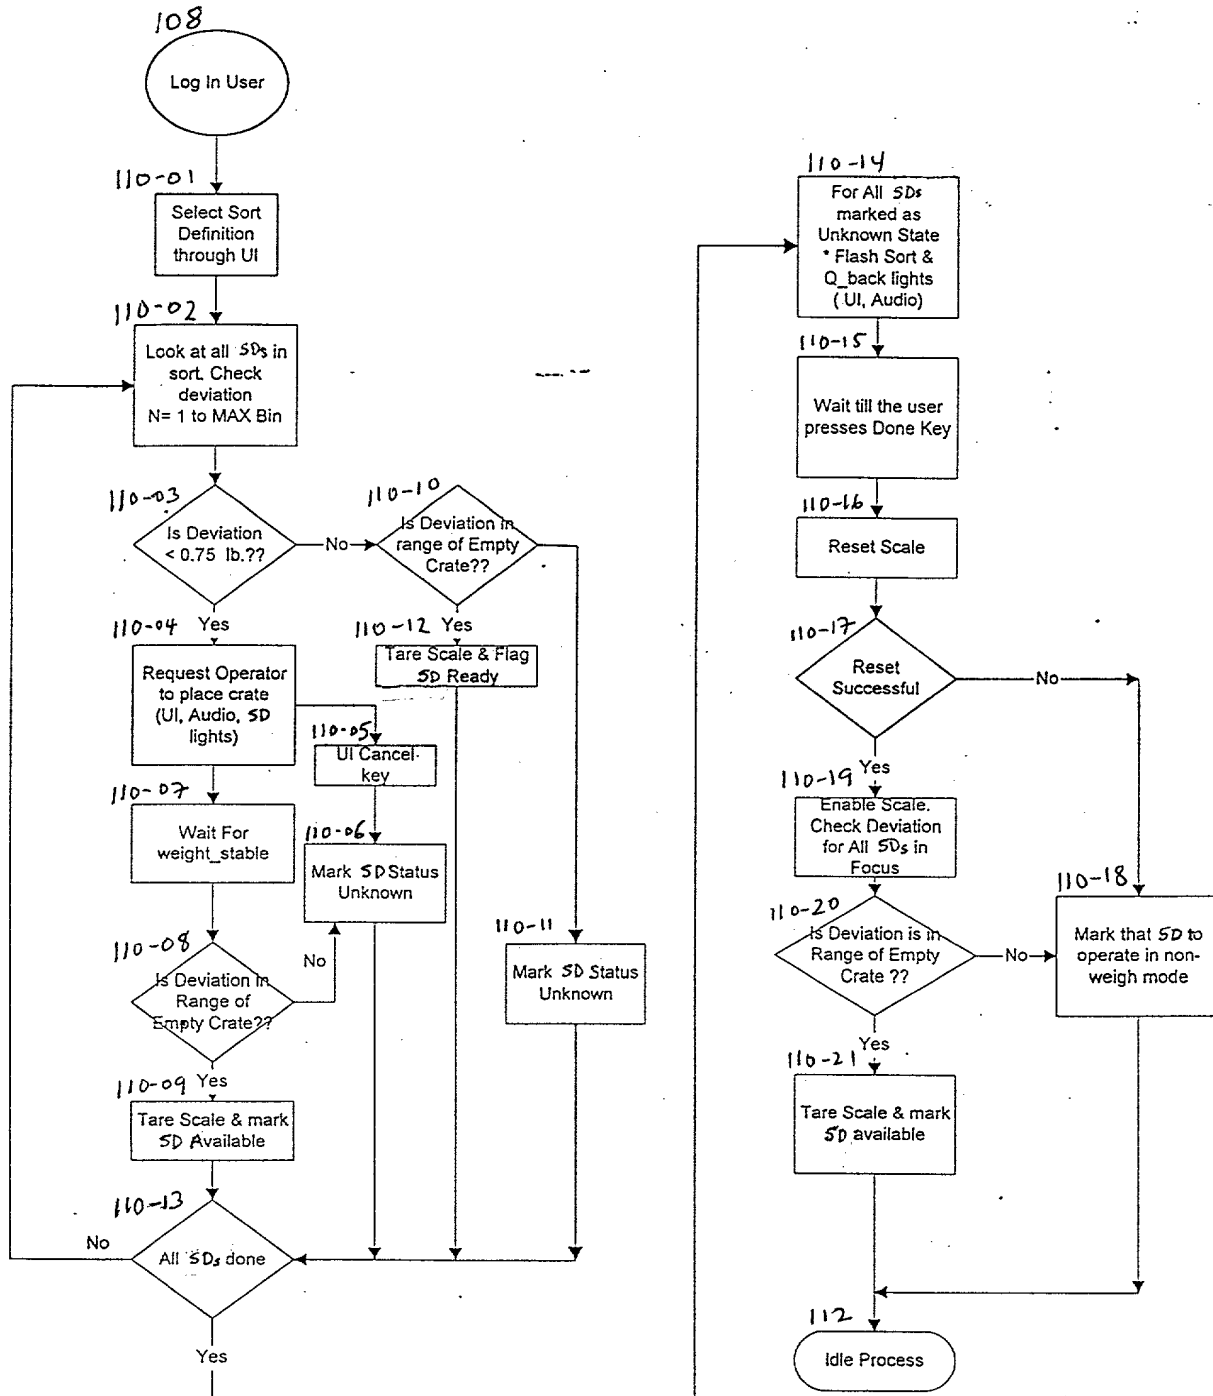 108
Log In User
110-01
Select Sort
Definition
through UI
110-02
Look at all SDs in
sort. Check
deviation
N= 1 to MAX Bin
110-03
Is Deviation
< 0.75 lb.??
No
110-10
Is Deviation in
range of Empty
Crate??
Yes
110-04
Request Operator
to place crate
(UI, Audio, SD
lights)
Yes
110-12
Tare Scale & Flag
SD Ready
110-05
UI Cancel-
key
110-07
Wait For
weight_stable
110-06
Mark SD Status
Unknown
110-08
Is Deviation in
Range of
Empty Crate??
No
110-11
Mark SD Status
Unknown
Yes
110-09
Tare Scale & mark
SD Available
110-13
All SDs done
No
Yes
110-14
For All SDs
marked as
Unknown State
* Flash Sort &
Q_back lights
( UI, Audio)
110-15
Wait till the user
presses Done Key
110-16
Reset Scale
110-17
Reset
Successful
No
Yes
110-19
Enable Scale.
Check Deviation
for All SDs in
Focus
110-20
Is Deviation is in
Range of Empty
Crate ??
No
110-18
Mark that SD to
operate in non-
weigh mode
Yes
110-21
Tare Scale & mark
SD available
112
Idle Process